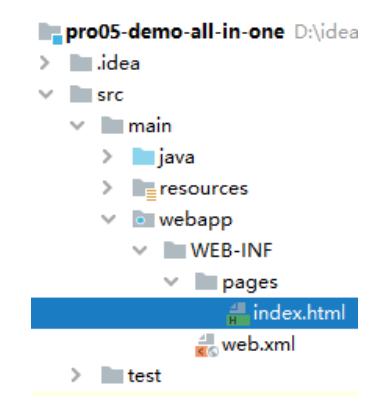 pro05-demo-all-in-one D:\idea
.idea
src
main
java
resources
webapp
WEB-INF
pages
index.html
web.xml
test